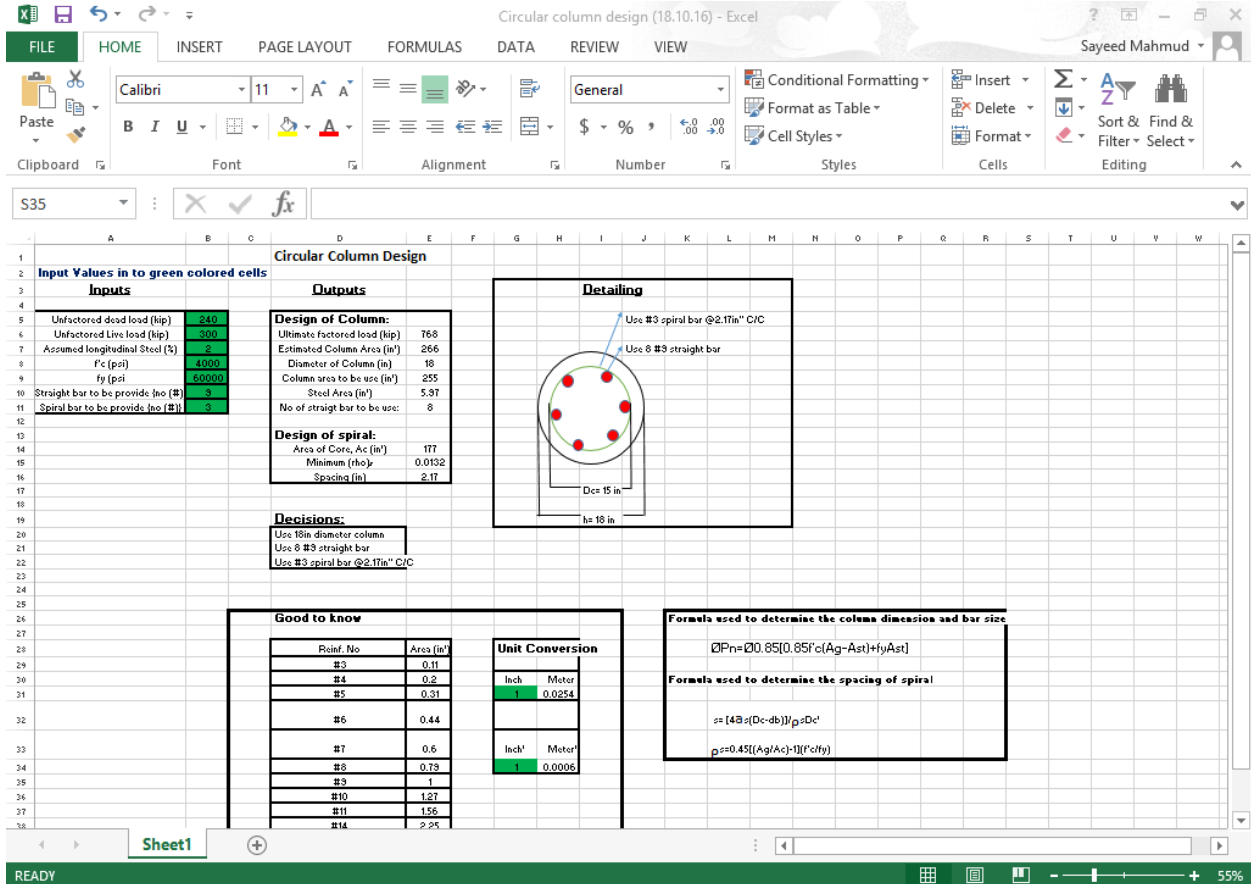 Circular column design (18.10.16) - Excel
FILE HOME INSERT PAGE LAYOUT FORMULAS DATA REVIEW VIEW Sayeed Mahmud
Paste
Calibri 11
B I U
General
$ % ,
Conditional Formatting
Format as Table
Cell Styles
Insert
Delete
Format
Sort & Filter
Find & Select
Clipboard Font Alignment Number Styles Cells Editing
S35 fx
A B C D E F G H I J K L M N O P Q R S T U V W
Circular Column Design
Input Values in to green colored cells
Inputs
Unfactored dead load (kip) 240
Unfactored Live load (kip) 300
Assumed longitudinal Steel (%) 2
f'c (psi) 4000
fy (psi 60000
Straight bar to be provide {no (#) 9
Spiral bar to be provide {no (#)} 3
Outputs
Design of Column:
Ultimate factored load (kip) 768
Estimated Column Area (in²) 266
Diameter of Column (in) 18
Column area to be use (in²) 255
Steel Area (in²) 5.97
No of straigt bar to be use: 8
Design of spiral:
Area of Core, Ac (in²) 177
Minimum (rho)s 0.0132
Spacing (in) 2.17
Decisions:
Use 18in diameter column
Use 8 #9 straight bar
Use #3 spiral bar @2.17in" C/C
Detailing
Use #3 spiral bar @2.17in" C/C
Use 8 #9 straight bar
Dc= 15 in
h= 18 in
Good to know
Reinf. No Area (in²)
#3 0.11
#4 0.2
#5 0.31
#6 0.44
#7 0.6
#8 0.79
#9 1
#10 1.27
#11 1.56
#14 2.25
Unit Conversion
Inch Meter
1 0.0254
Inch² Meter²
1 0.0006
Formula used to determine the column dimension and bar size
ØPn=Ø0.85[0.85f'c(Ag-Ast)+fyAst]
Formula used to determine the spacing of spiral
s= [4as(Dc-db)]/ρsDc²
ρs=0.45[(Ag/Ac)-1](f'c/fy)
Sheet1
READY 55%